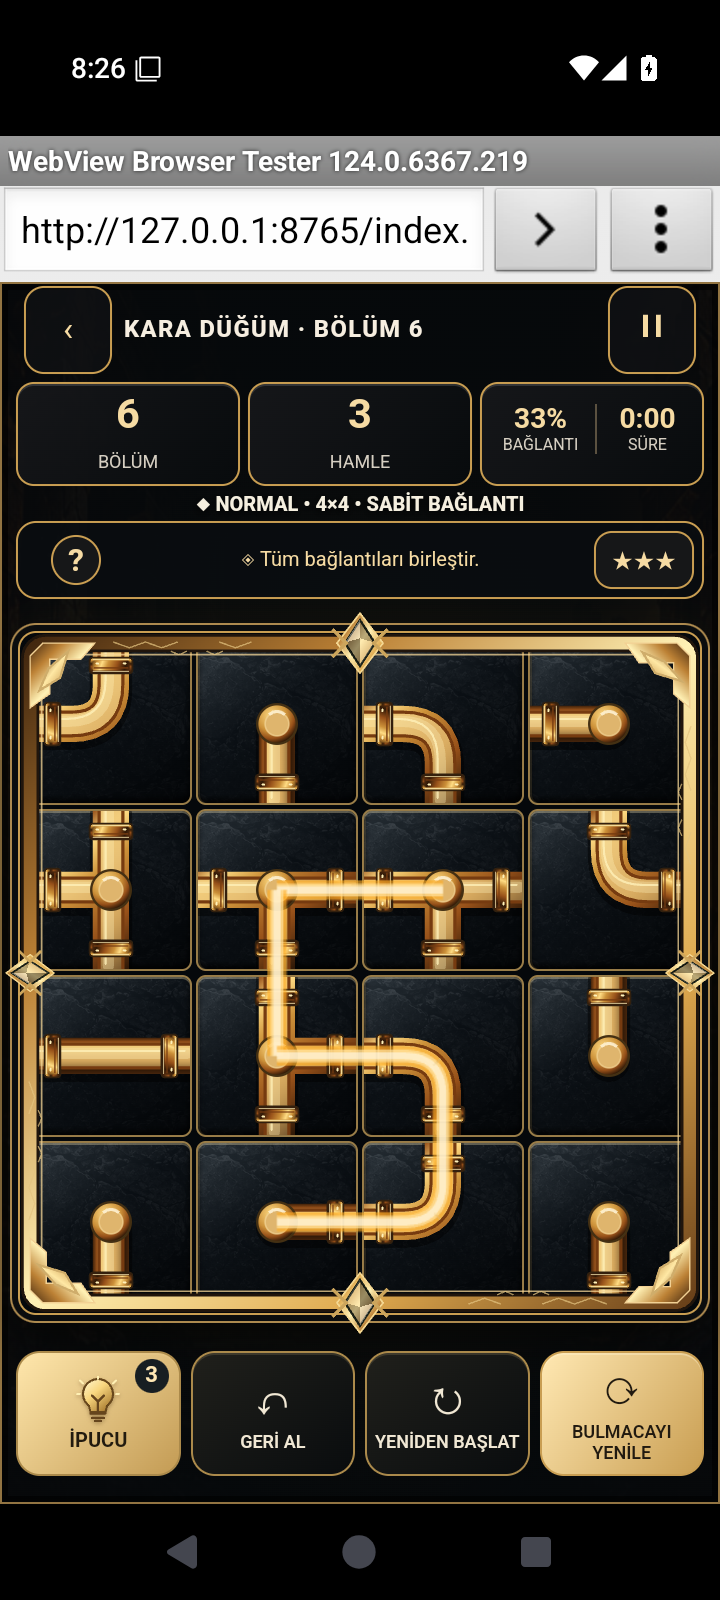 8:26
WebView Browser Tester 124.0.6367.219
http://127.0.0.1:8765/index.
‹ KARA DÜĞÜM · BÖLÜM 6
6
BÖLÜM
3
HAMLE
33%
BAĞLANTI
0:00
SÜRE
◆ NORMAL • 4×4 • SABİT BAĞLANTI
?
◈ Tüm bağlantıları birleştir.
★★★
3
İPUCU
GERİ AL
YENİDEN BAŞLAT
BULMACAYI
YENİLE